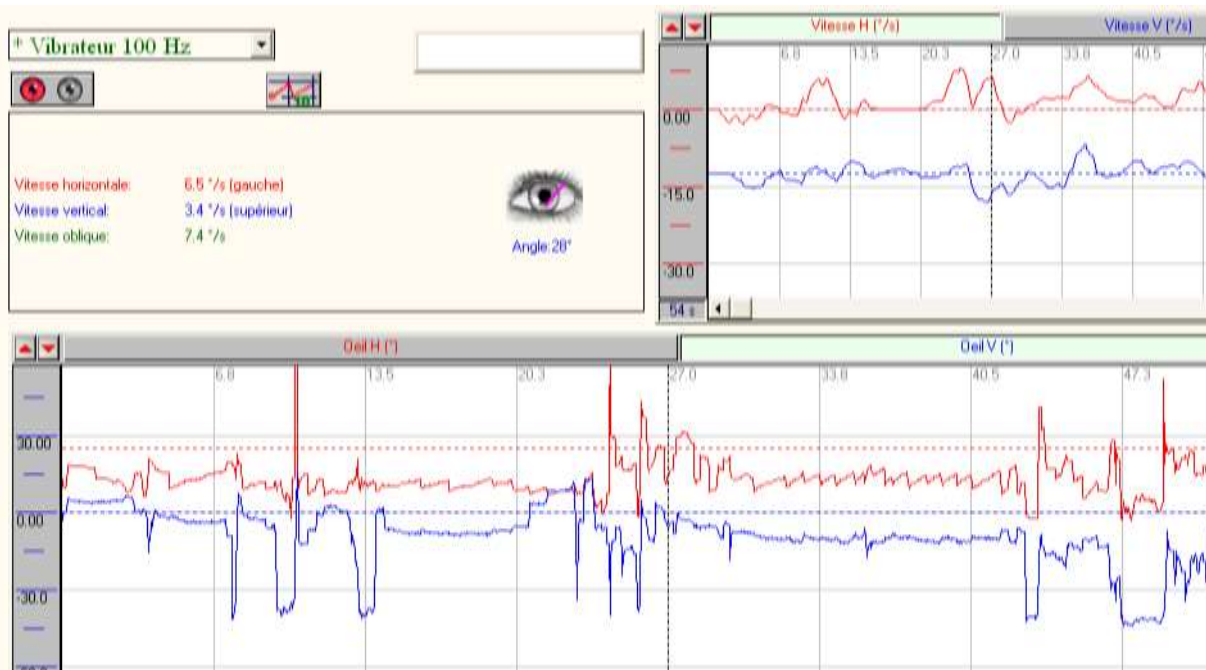 * Vibrateur 100 Hz
Vitesse horizontale: 6.5 °/s (gauche)
Vitesse vertical: 3.4 °/s (supérieur)
Vitesse oblique: 7.4 °/s
Angle:28°
Vitesse H (°/s) Vitesse V (°/s)
6.8 13.5 20.3 27.0 33.8 40.5
0.00
-15.0
-30.0
54 s
Oeil H (°) Oeil V (°)
6.8 13.5 20.3 27.0 33.8 40.5 47.3
30.00
0.00
-30.0